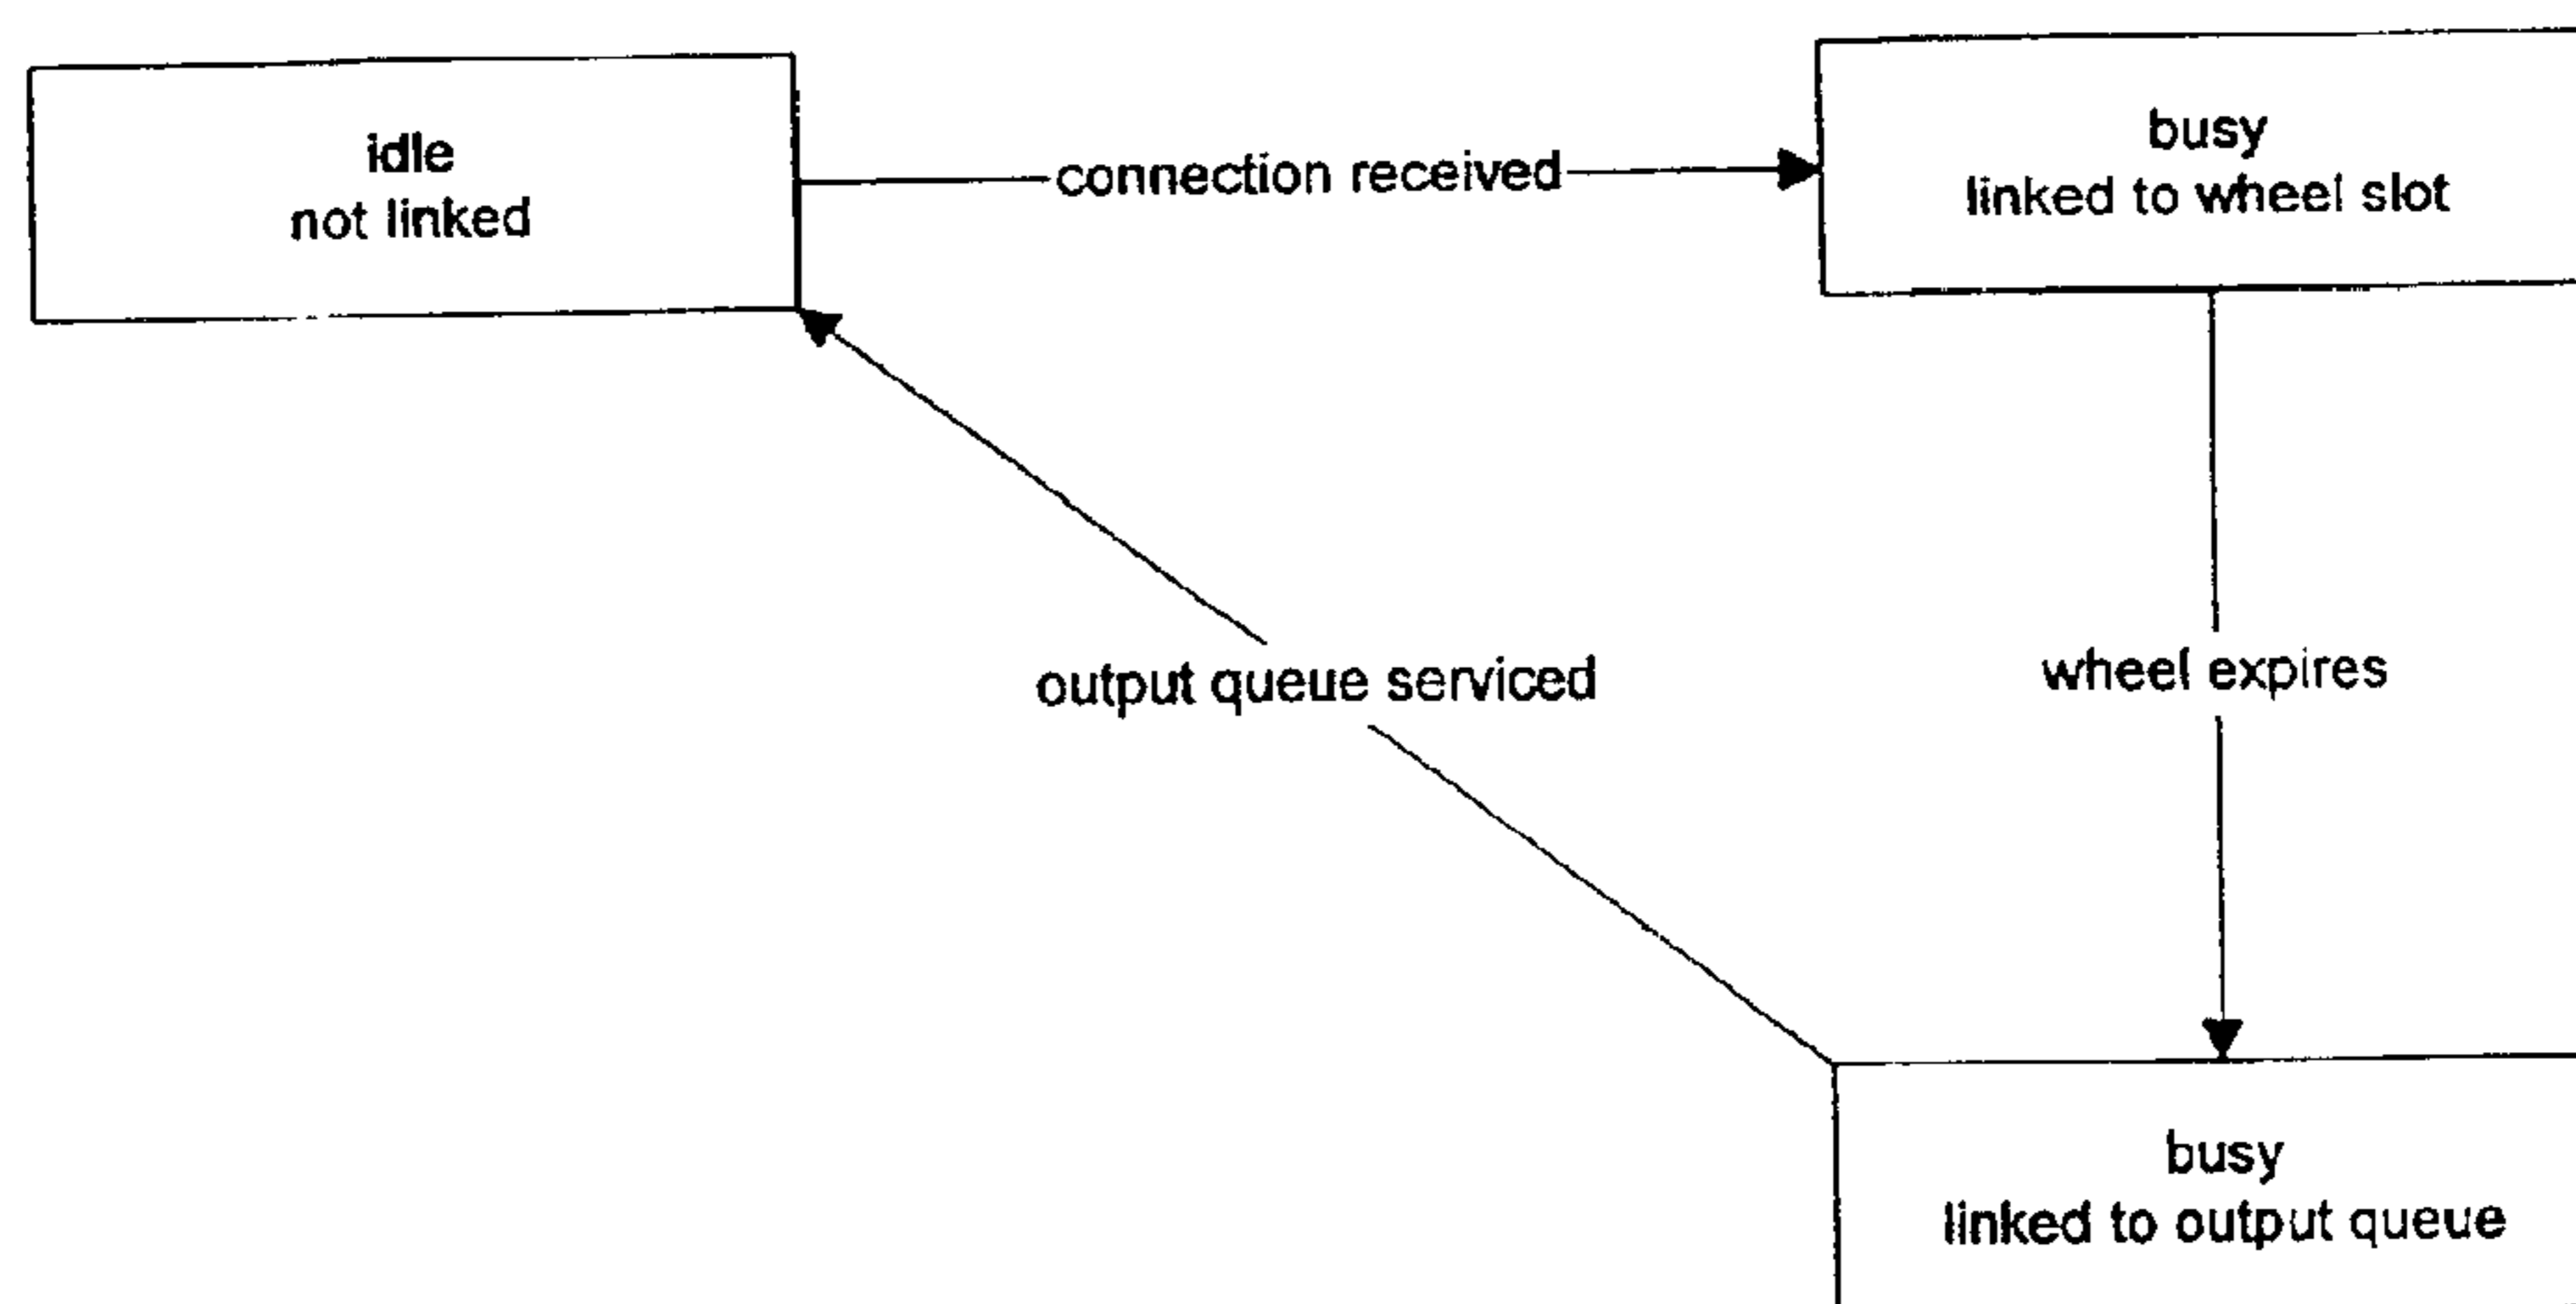 idle
not linked
connection received
busy
linked to wheel slot
output queue serviced
wheel expires
busy
linked to output queue